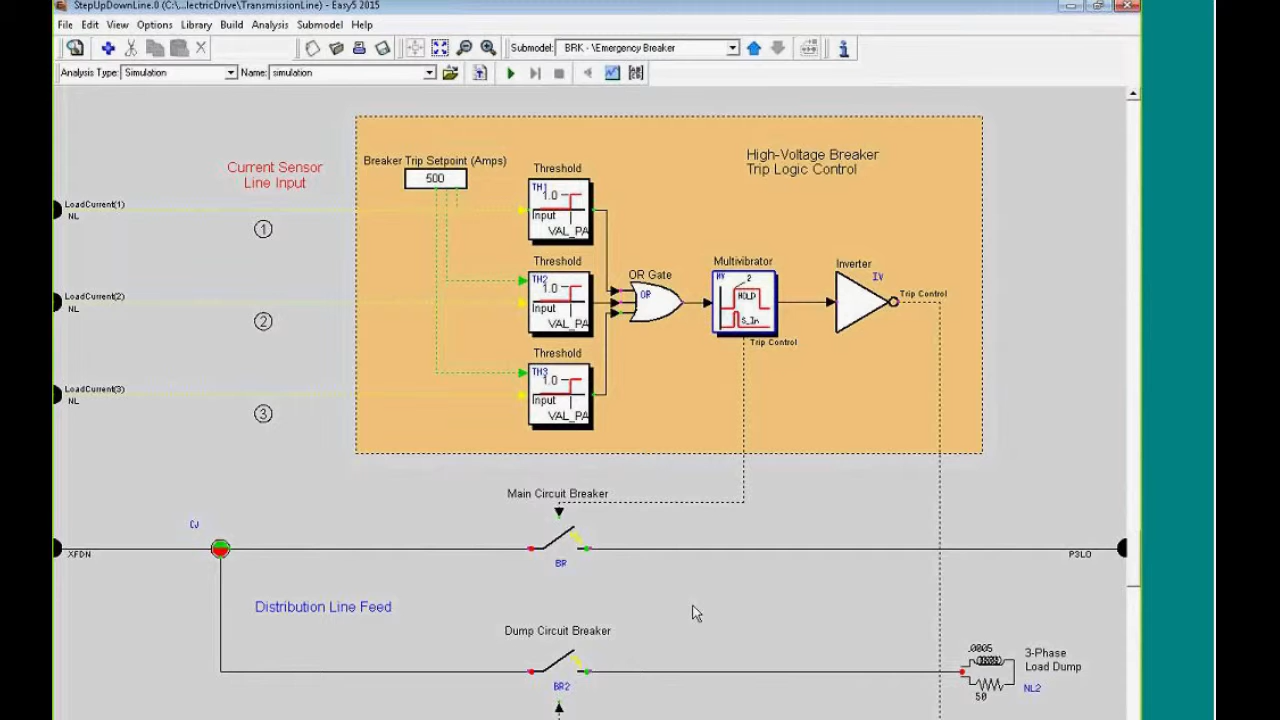 StepUpDownLine.0 (C:\...lectricDrive\TransmissionLine) - Easy5 2015
File Edit View Options Library Build Analysis Submodel Help
Submodel: BRK - \Emergency Breaker
Analysis Type: Simulation Name: simulation
High-Voltage Breaker
Trip Logic Control
Breaker Trip Setpoint (Amps)
500
Current Sensor
Line Input
Threshold
TH1
1.0
Input
VAL_PA
LoadCurrent(1)
NL
1
Threshold
TH2
1.0
Input
VAL_PA
OR Gate
OR
Multivibrator
MV
2
HOLD
S_In
Trip Control
Inverter
IV
Trip Control
LoadCurrent(2)
NL
2
Threshold
TH3
1.0
Input
VAL_PA
LoadCurrent(3)
NL
3
Main Circuit Breaker
CJ
XFDN
BR
P3LO
Distribution Line Feed
Dump Circuit Breaker
BR2
.0005
50
3-Phase
Load Dump
NL2